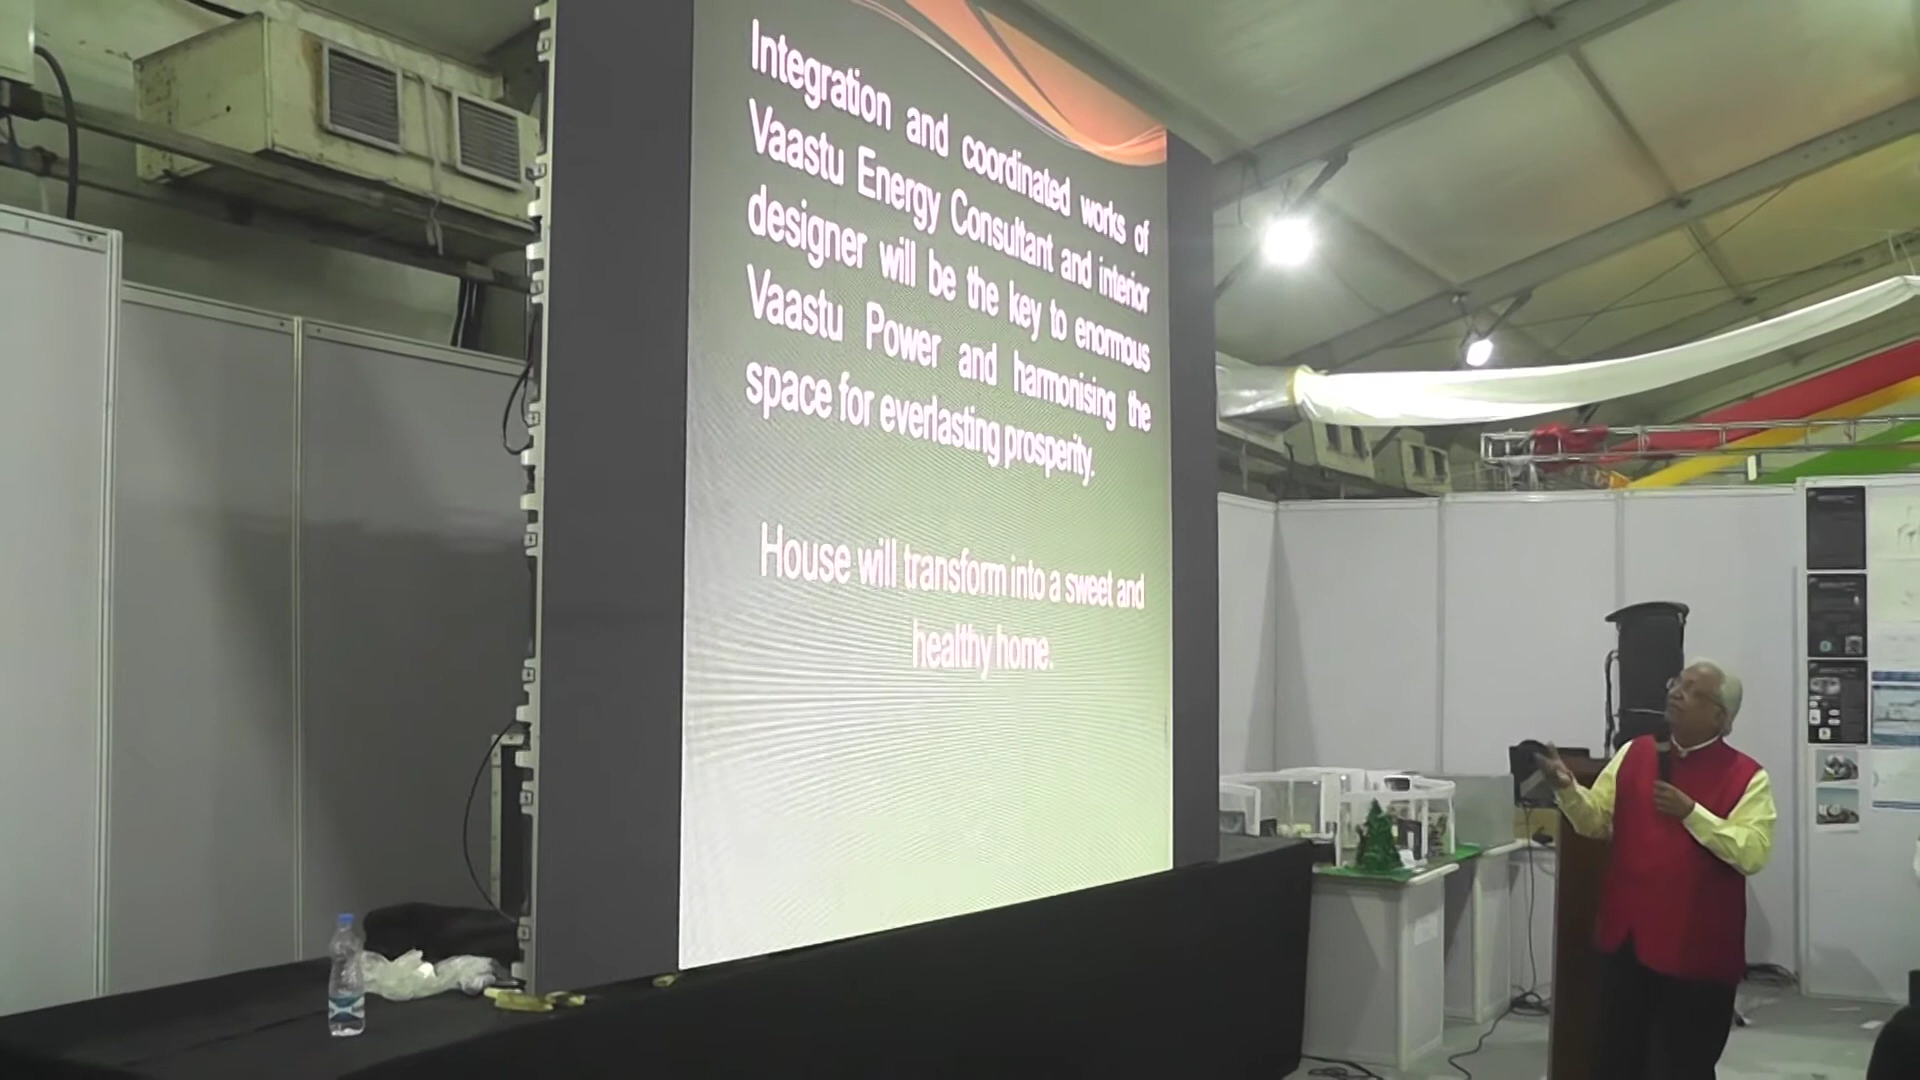 Integration and coordinated works of
Vaastu Energy Consultant and interior
designer will be the key to enormous
Vaastu Power and harmonising the
space for everlasting prosperity.
House will transform into a sweet and
healthy home.